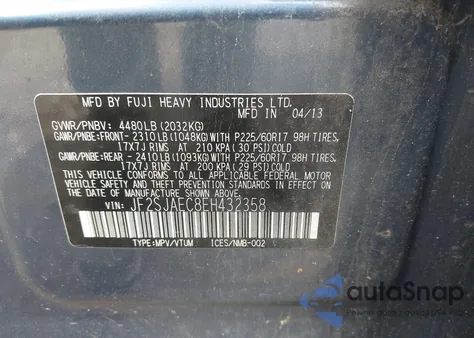 MFD BY FUJI HEAVY INDUSTRIES LTD.
MFD IN 04/13
GVWR/PNBV: 4480LB (2032KG)
GAWR/PNBE:FRONT- 2310LB (1048KG) WITH P225/60R17 98H TIRES,
17X7J RIMS AT 210 KPA (30 PSI) COLD
GAWR/PNBE:REAR - 2410LB (1093KG) WITH P225/60R17 98H TIRES,
17X7J RIMS AT 200 KPA (29 PSI) COLD
THIS VEHICLE CONFORMS TO ALL APPLICABLE FEDERAL MOTOR
VEHICLE SAFETY STANDARDS IN EFFECT ON
THE DATE OF MANUFACTURE SHOWN ABOVE.
VIN: JF2SJAEC8EH432358
TYPE:MPV/VTUM ICES/NMB-002
autoSnap